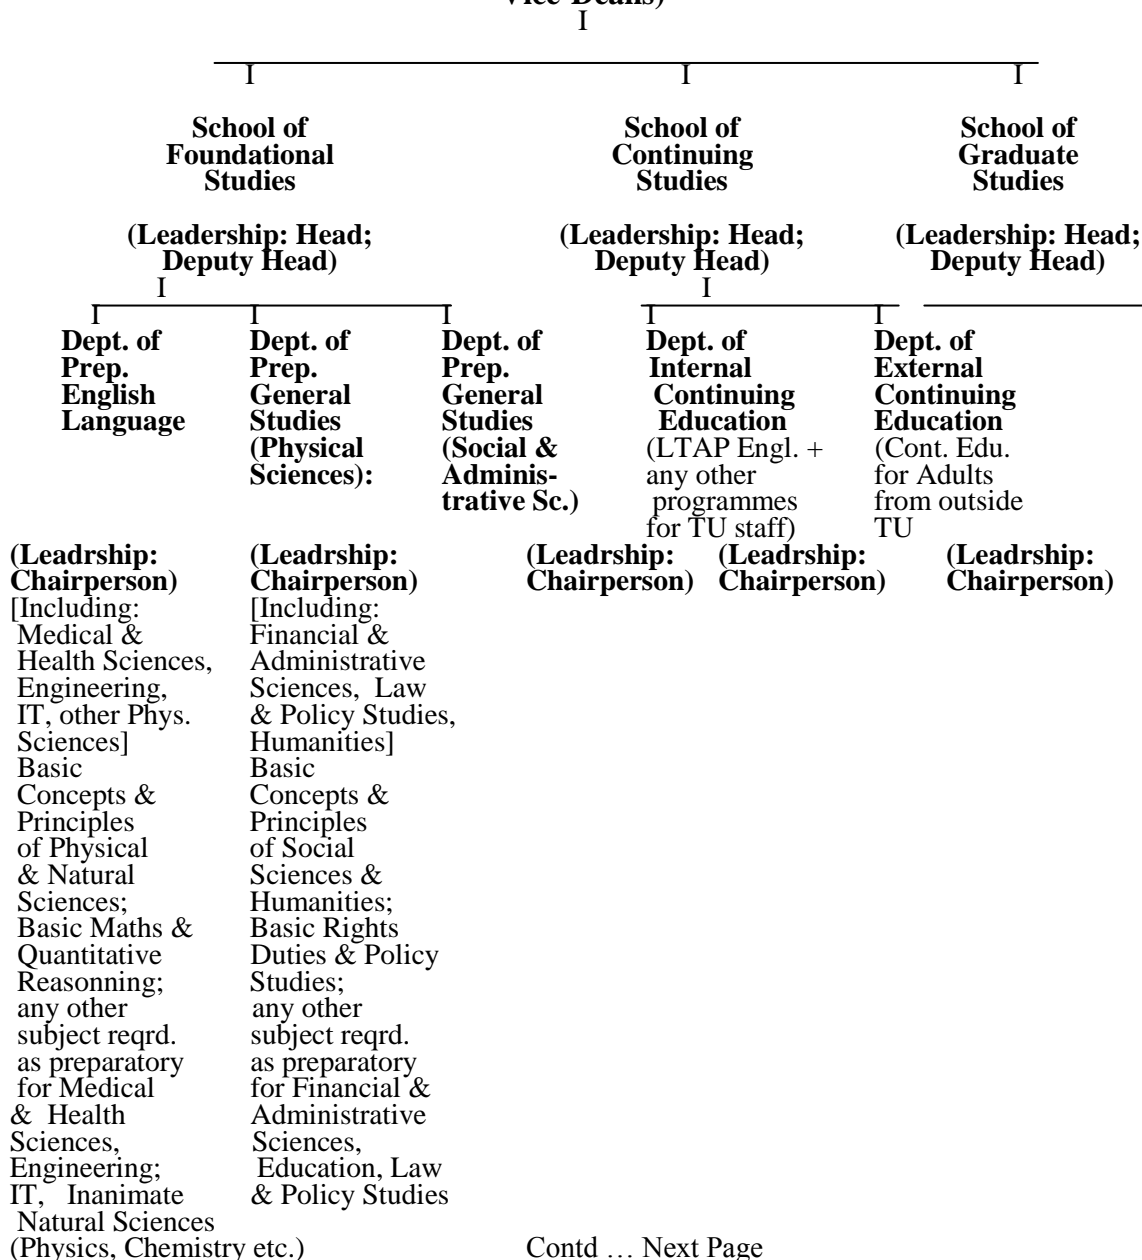 Vice-Deans)
I
I I I
School of School of School of
Foundational Continuing Graduate
Studies Studies Studies
(Leadership: Head; (Leadership: Head; (Leadership: Head;
Deputy Head) Deputy Head) Deputy Head)
I I
I I I I I
Dept. of Dept. of Dept. of Dept. of Dept. of
Prep. Prep. Prep. Internal External
English General General Continuing Continuing
Language Studies Studies Education Education
(Physical (Social & (LTAP Engl. + (Cont. Edu.
Sciences): Adminis- any other for Adults
trative Sc.) programmes from outside
for TU staff) TU
(Leadrship: (Leadrship: (Leadrship: (Leadrship: (Leadrship:
Chairperson) Chairperson) Chairperson) Chairperson) Chairperson)
[Including: [Including:
Medical & Financial &
Health Sciences, Administrative
Engineering, Sciences, Law
IT, other Phys. & Policy Studies,
Sciences] Humanities]
Basic Basic
Concepts & Concepts &
Principles Principles
of Physical of Social
& Natural Sciences &
Sciences; Humanities;
Basic Maths & Basic Rights
Quantitative Duties & Policy
Reasonning; Studies;
any other any other
subject reqrd. subject reqrd.
as preparatory as preparatory
for Medical for Financial &
& Health Administrative
Sciences, Sciences,
Engineering; Education, Law
IT, Inanimate & Policy Studies
Natural Sciences
(Physics, Chemistry etc.) Contd … Next Page